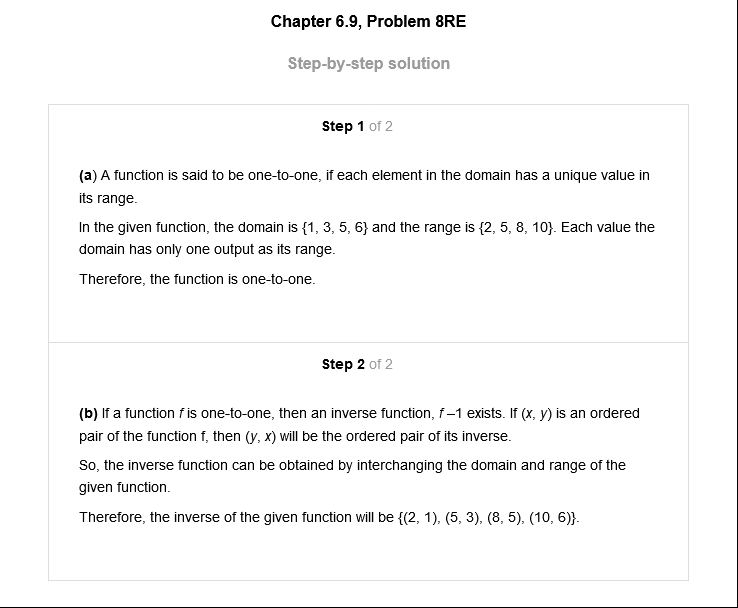 Chapter 6.9, Problem 8RE
Step-by-step solution
Step 1 of 2
(a) A function is said to be one-to-one, if each element in the domain has a unique value in
its range.
In the given function, the domain is {1, 3, 5, 6} and the range is {2, 5, 8, 10}. Each value the
domain has only one output as its range.
Therefore, the function is one-to-one.
Step 2 of 2
(b) If a function f is one-to-one, then an inverse function, f –1 exists. If (x, y) is an ordered
pair of the function f, then (y, x) will be the ordered pair of its inverse.
So, the inverse function can be obtained by interchanging the domain and range of the
given function.
Therefore, the inverse of the given function will be {(2, 1), (5, 3), (8, 5), (10, 6)}.